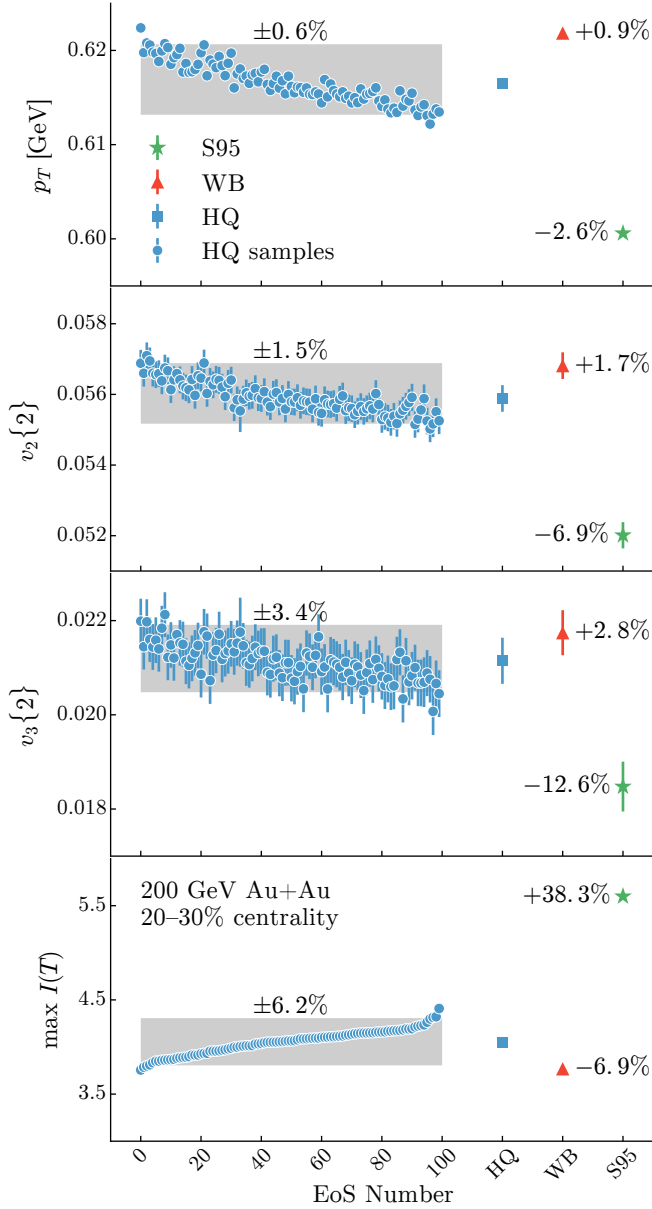 ±0.6%
+0.9%
0.62
0.61
0.60
p_T [GeV]
S95
WB
HQ
HQ samples
−2.6%
0.058
0.056
0.054
0.052
v_2{2}
±1.5%
+1.7%
−6.9%
0.022
0.020
0.018
v_3{2}
±3.4%
+2.8%
−12.6%
200 GeV Au+Au
20–30% centrality
+38.3%
5.5
4.5
3.5
max I(T)
±6.2%
−6.9%
0
20
40
60
80
100
HQ
WB
S95
EoS Number